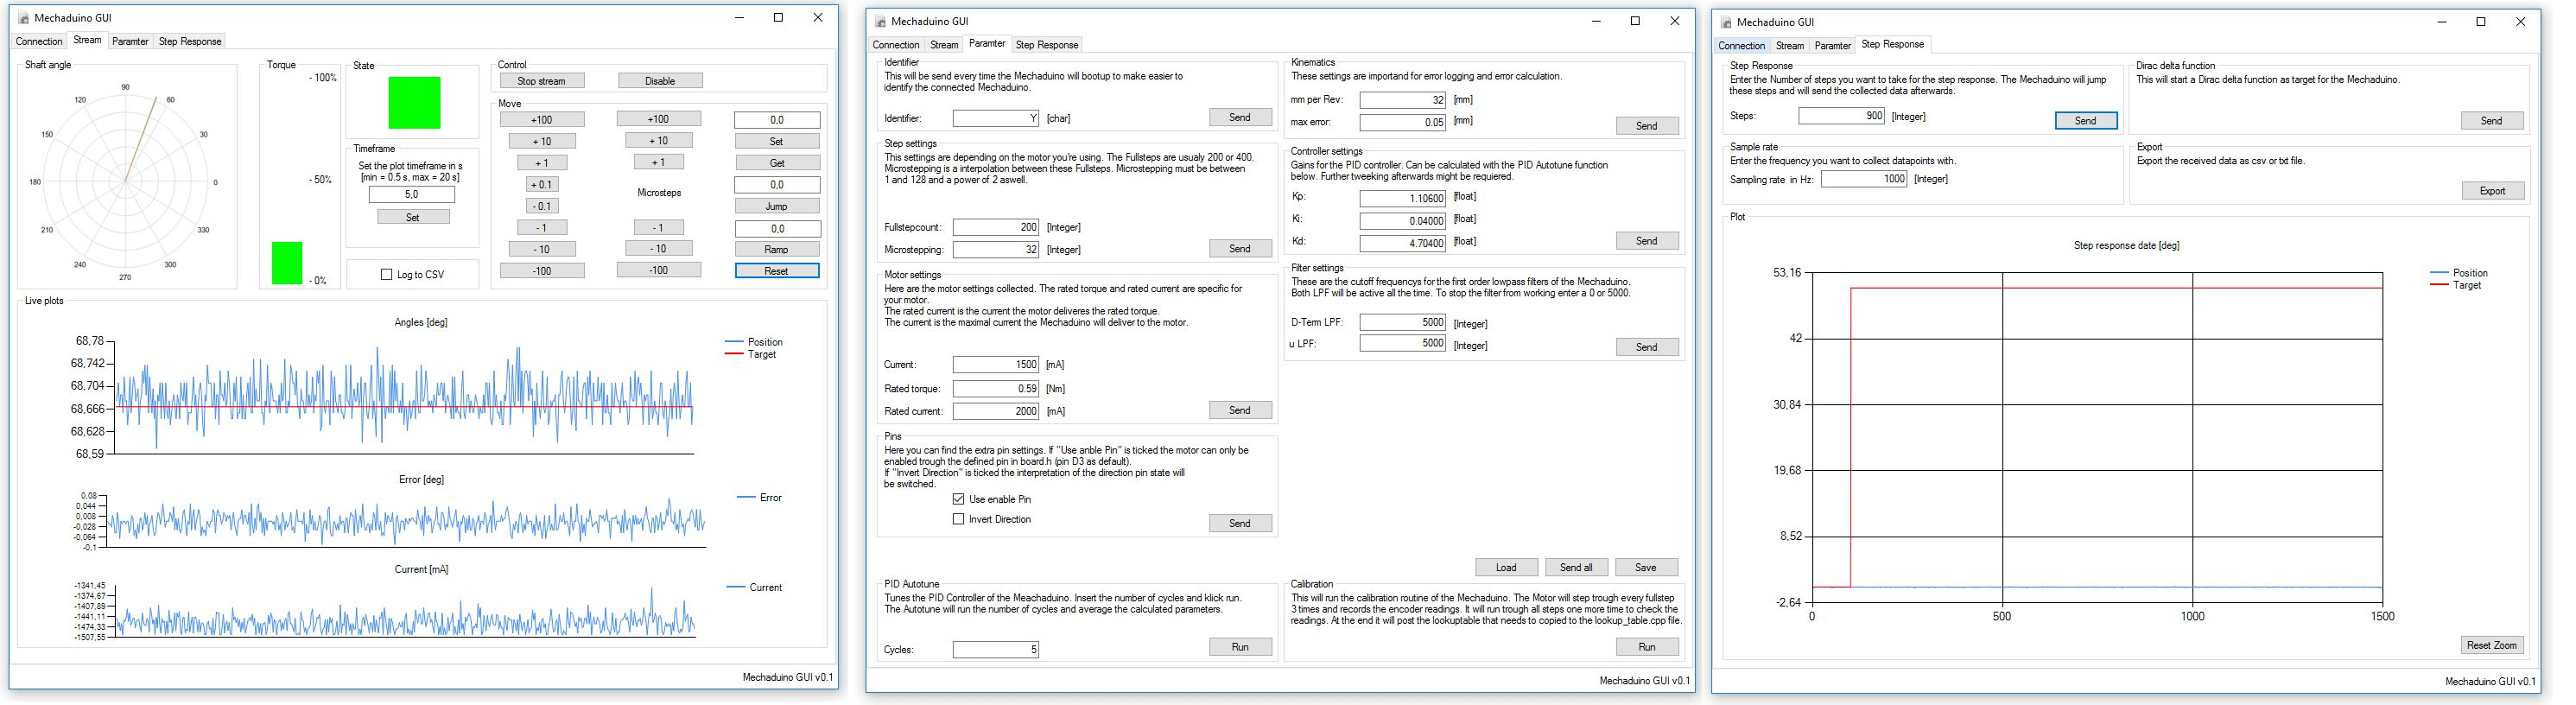 Mechaduino GUI
Connection Stream Paramter Step Response
Shaft angle
90
120 60
150 30
180 0
210 330
240 300
270
Torque
- 100%
- 50%
- 0%
State
Timeframe
Set the plot timeframe in s
[min = 0.5 s, max = 20 s]
5,0
Set
Log to CSV
Control
Stop stream Disable
Move
+100 +100 0,0
+ 10 + 10 Set
+ 1 + 1 Get
+ 0.1 0,0
Microsteps
- 0.1 Jump
- 1 - 1 0,0
- 10 - 10 Ramp
-100 -100 Reset
Live plots
Angles [deg]
68,78
68,742
68,704
68,666
68,628
68,59
Position
Target
Error [deg]
0,08
0,044
0,008
-0,028
-0,064
-0,1
Error
Current [mA]
-1341,45
-1374,67
-1407,89
-1441,11
-1474,33
-1507,55
Current
Mechaduino GUI v0.1
Mechaduino GUI
Connection Stream Paramter Step Response
Identifier
This will be send every time the Mechaduino will bootup to make easier to
identify the connected Mechaduino.
Identifier: Y [char] Send
Step settings
This settings are depending on the motor you're using. The Fullsteps are usualy 200 or 400.
Microstepping is a interpolation between these Fullsteps. Microstepping must be between
1 and 128 and a power of 2 aswell.
Fullstepcount: 200 [Integer]
Microstepping: 32 [Integer] Send
Motor settings
Here are the motor settings collected. The rated torque and rated current are specific for
your motor.
The rated current is the current the motor deliveres the rated torque.
The current is the maximal current the Mechaduino will deliver to the motor.
Current: 1500 [mA]
Rated torque: 0.59 [Nm]
Rated current: 2000 [mA] Send
Pins
Here you can find the extra pin settings. If "Use anble Pin" is ticked the motor can only be
enabled trough the defined pin in board.h (pin D3 as default).
If "Invert Direction" is ticked the interpretation of the direction pin state will
be switched.
Use enable Pin
Invert Direction Send
PID Autotune
Tunes the PID Controller of the Meachaduino. Insert the number of cycles and klick run.
The Autotune will run the number of cycles and average the calculated parameters.
Cycles: 5 Run
Kinematics
These settings are importand for error logging and error calculation.
mm per Rev: 32 [mm]
max error: 0.05 [mm] Send
Controller settings
Gains for the PID controller. Can be calculated with the PID Autotune function
below. Further tweeking afterwards might be requiered.
Kp: 1.10600 [float]
Ki: 0.04000 [float]
Kd: 4.70400 [float] Send
Filter settings
These are the cutoff frequencys for the first order lowpass filters of the Mechaduino.
Both LPF will be active all the time. To stop the filter from working enter a 0 or 5000.
D-Term LPF: 5000 [Integer]
u LPF: 5000 [Integer] Send
Load Send all Save
Calibration
This will run the calibration routine of the Mechaduino. The Motor will step trough every fullstep
3 times and records the encoder readings. It will run trough all steps one more time to check the
readings. At the end it will post the lookuptable that needs to copied to the lookup_table.cpp file.
Run
Mechaduino GUI v0.1
Mechaduino GUI
Connection Stream Paramter Step Response
Step Response
Enter the Number of steps you want to take for the step response. The Mechaduino will jump
these steps and will send the collected data afterwards.
Steps: 900 [Integer] Send
Dirac delta function
This will start a Dirac delta function as target for the Mechaduino.
Send
Sample rate
Enter the frequency you want to collect datapoints with.
Sampling rate in Hz: 1000 [Integer]
Export
Export the received data as csv or txt file.
Export
Plot
Step response date [deg]
53,16
42
30,84
19,68
8,52
-2,64
0 500 1000 1500
Position
Target
Reset Zoom
Mechaduino GUI v0.1